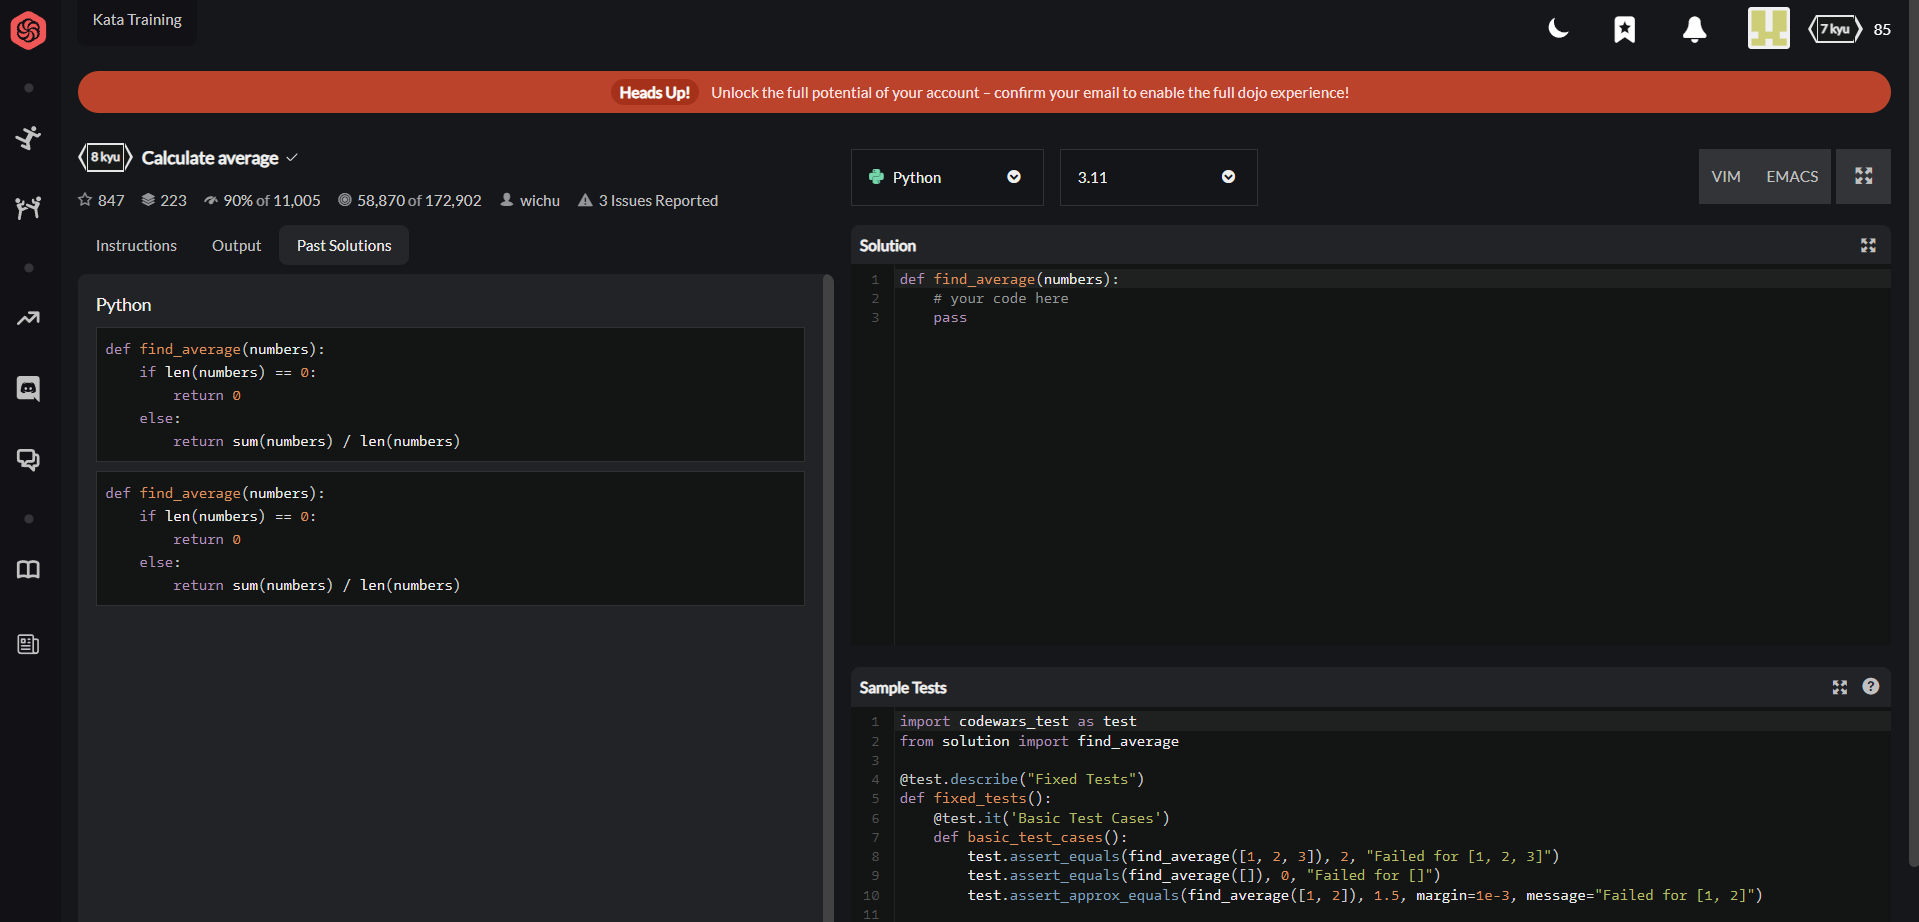 Kata Training
7 kyu 85
Heads Up! Unlock the full potential of your account – confirm your email to enable the full dojo experience!
8 kyu Calculate average
847 223 90% of 11,005 58,870 of 172,902 wichu 3 Issues Reported
Instructions Output Past Solutions
Python
def find_average(numbers):
    if len(numbers) == 0:
        return 0
    else:
        return sum(numbers) / len(numbers)
def find_average(numbers):
    if len(numbers) == 0:
        return 0
    else:
        return sum(numbers) / len(numbers)
Python 3.11 VIM EMACS
Solution
1 def find_average(numbers):
2     # your code here
3     pass
Sample Tests
1 import codewars_test as test
2 from solution import find_average
3
4 @test.describe("Fixed Tests")
5 def fixed_tests():
6     @test.it('Basic Test Cases')
7     def basic_test_cases():
8         test.assert_equals(find_average([1, 2, 3]), 2, "Failed for [1, 2, 3]")
9         test.assert_equals(find_average([]), 0, "Failed for []")
10         test.assert_approx_equals(find_average([1, 2]), 1.5, margin=1e-3, message="Failed for [1, 2]")
11